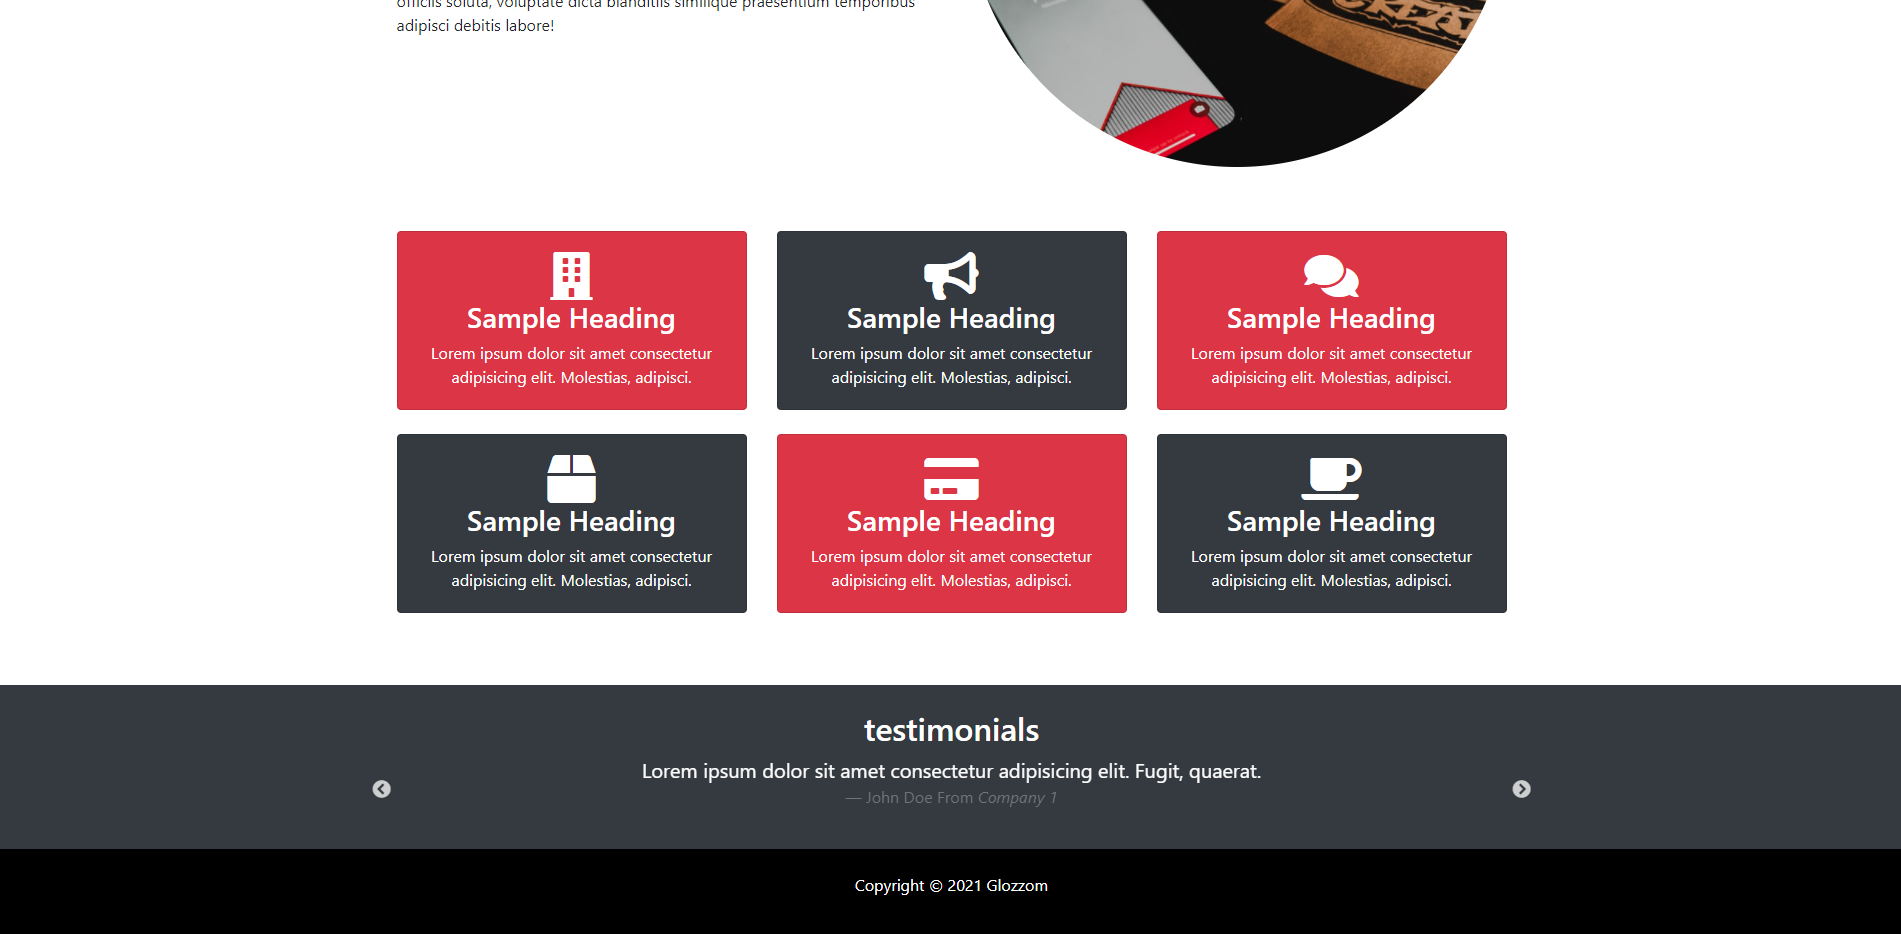 officiis soluta, voluptate dicta blanditiis similique praesentium temporibus
adipisci debitis labore!
Sample Heading
Lorem ipsum dolor sit amet consectetur
adipisicing elit. Molestias, adipisci.
Sample Heading
Lorem ipsum dolor sit amet consectetur
adipisicing elit. Molestias, adipisci.
Sample Heading
Lorem ipsum dolor sit amet consectetur
adipisicing elit. Molestias, adipisci.
Sample Heading
Lorem ipsum dolor sit amet consectetur
adipisicing elit. Molestias, adipisci.
Sample Heading
Lorem ipsum dolor sit amet consectetur
adipisicing elit. Molestias, adipisci.
Sample Heading
Lorem ipsum dolor sit amet consectetur
adipisicing elit. Molestias, adipisci.
testimonials
Lorem ipsum dolor sit amet consectetur adipisicing elit. Fugit, quaerat.
— John Doe From Company 1
Copyright © 2021 Glozzom